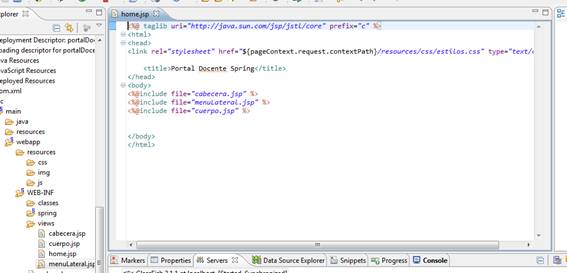 Explorer
eployment Descriptor: portalDoce
oading descriptor for portalDocen
va Resources
vaScript Resources
eployed Resources
om.xml
c
main
java
resources
webapp
resources
css
img
js
WEB-INF
classes
spring
views
cabecera.jsp
cuerpo.jsp
home.jsp
menuLateral.jsp
home.jsp
<%@ taglib uri="http://java.sun.com/jsp/jstl/core" prefix="c" %>
<html>
<head>
<link rel="stylesheet" href="${pageContext.request.contextPath}/resources/css/estilos.css" type="text/c
<title>Portal Docente Spring</title>
</head>
<body>
<%@include file="cabecera.jsp" %>
<%@include file="menuLateral.jsp" %>
<%@include file="cuerpo.jsp" %>
</body>
</html>
Markers Properties Servers Data Source Explorer Snippets Progress Console